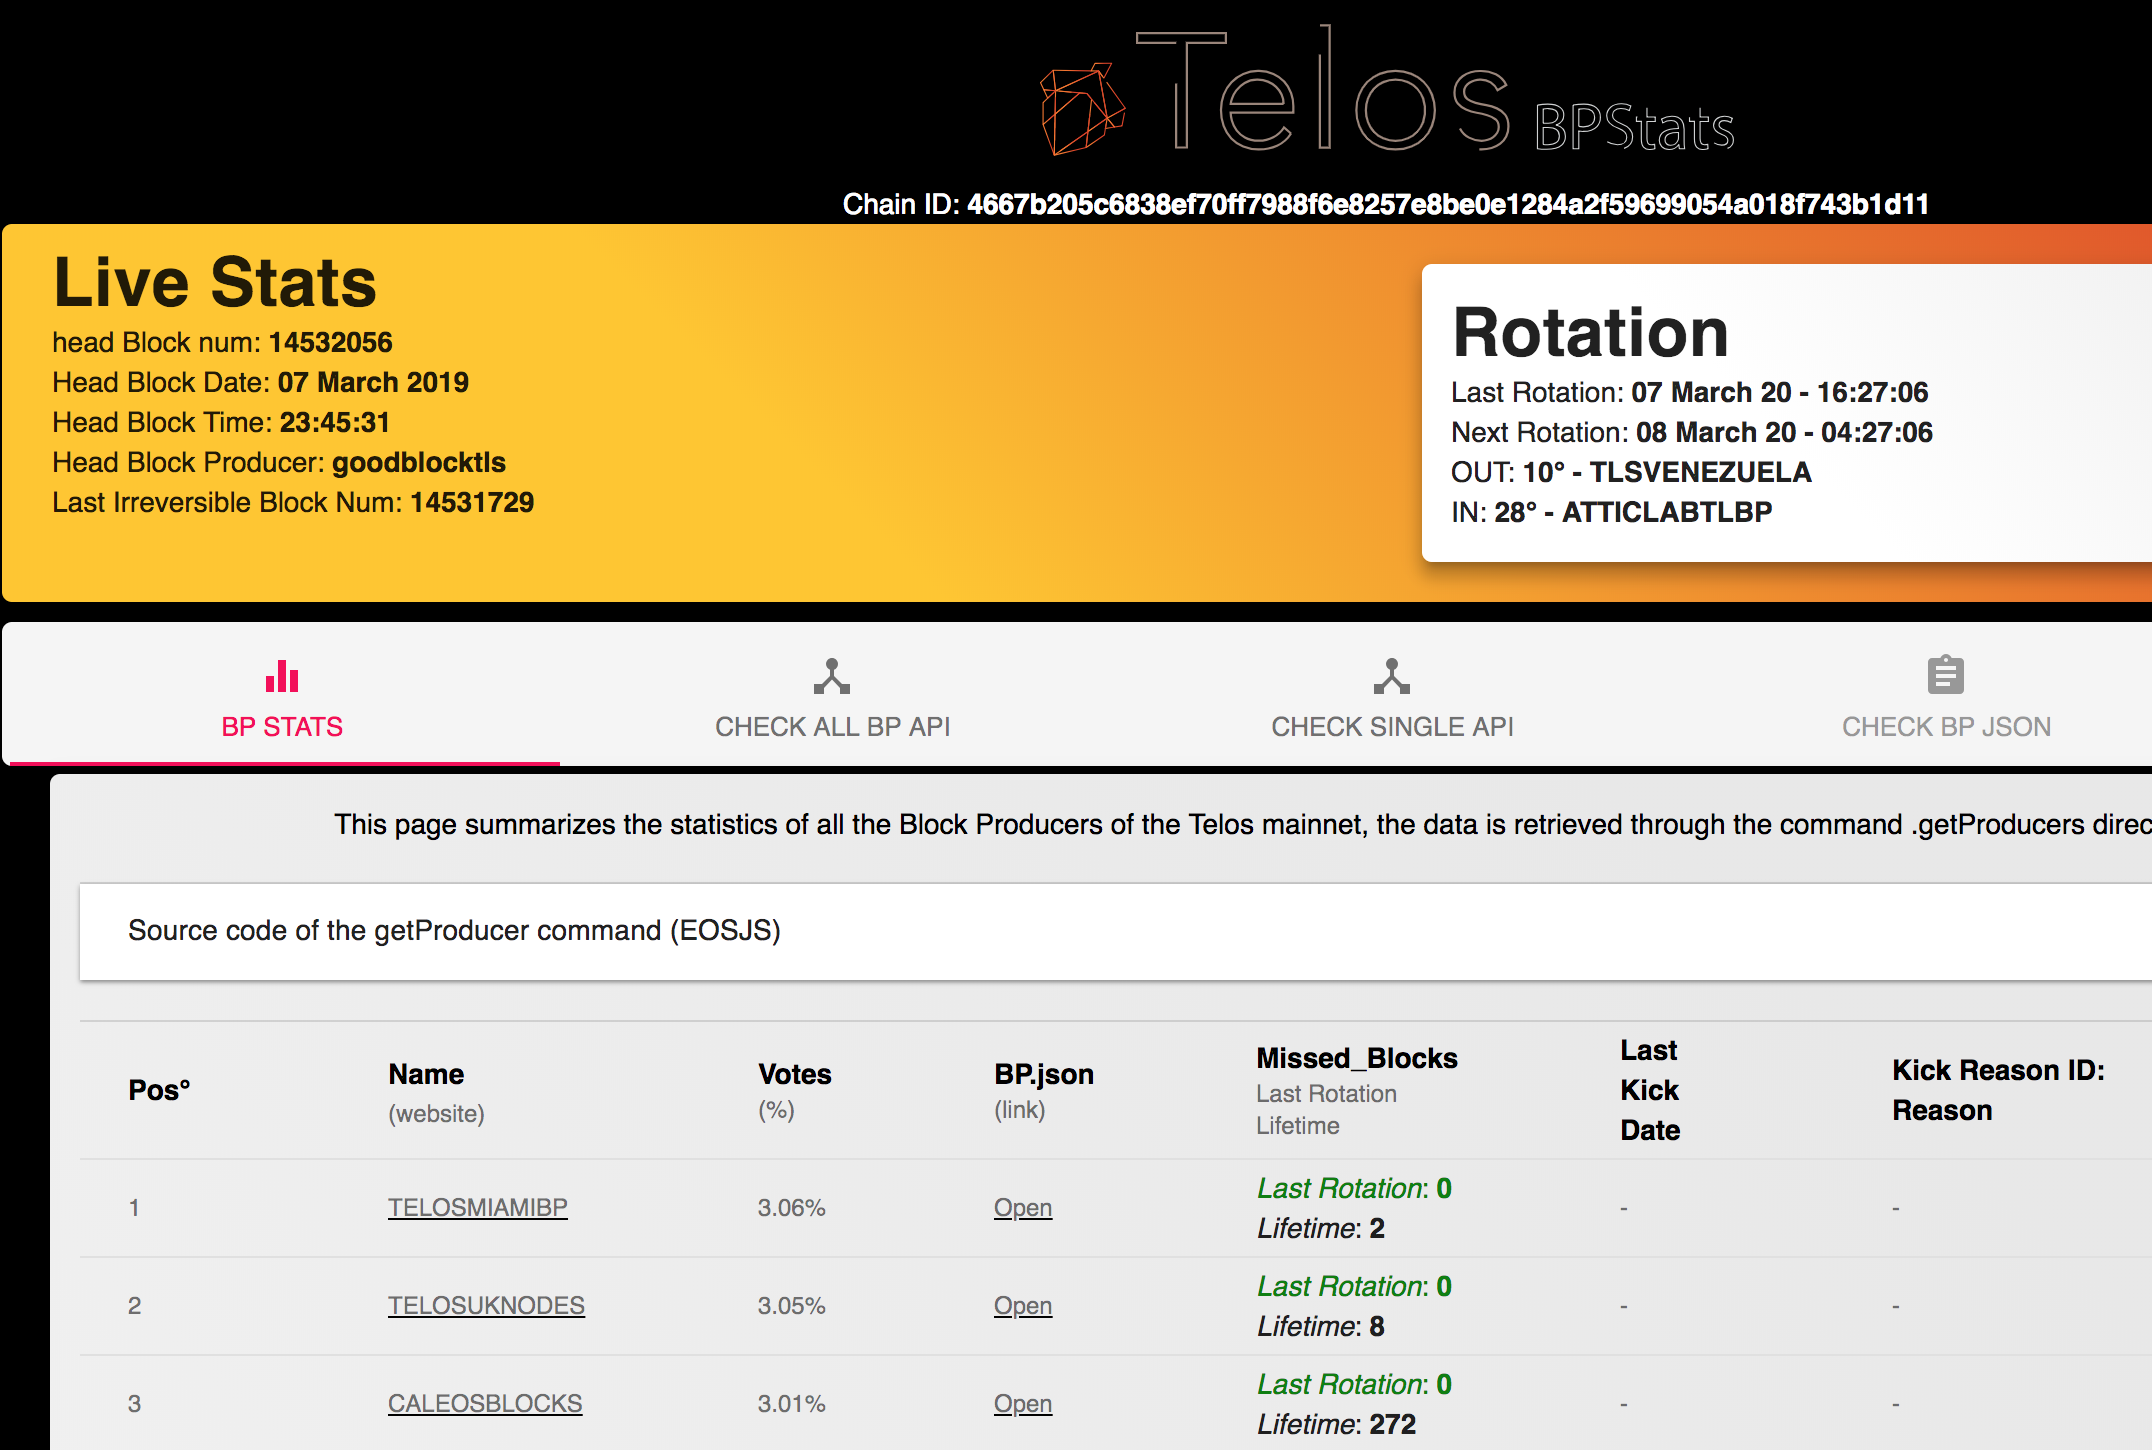 Telos BPStats
Chain ID: 4667b205c6838ef70ff7988f6e8257e8be0e1284a2f59699054a018f743b1d11
Live Stats
head Block num: 14532056
Head Block Date: 07 March 2019
Head Block Time: 23:45:31
Head Block Producer: goodblocktls
Last Irreversible Block Num: 14531729
Rotation
Last Rotation: 07 March 20 - 16:27:06
Next Rotation: 08 March 20 - 04:27:06
OUT: 10° - TLSVENEZUELA
IN: 28° - ATTICLABTLBP
BP STATS
CHECK ALL BP API
CHECK SINGLE API
CHECK BP JSON
This page summarizes the statistics of all the Block Producers of the Telos mainnet, the data is retrieved through the command .getProducers direc
Source code of the getProducer command (EOSJS)
Pos°
Name
(website)
Votes
(%)
BP.json
(link)
Missed_Blocks
Last Rotation
Lifetime
Last
Kick
Date
Kick Reason ID:
Reason
1 TELOSMIAMIBP 3.06% Open Last Rotation: 0 - -
Lifetime: 2
2 TELOSUKNODES 3.05% Open Last Rotation: 0 - -
Lifetime: 8
3 CALEOSBLOCKS 3.01% Open Last Rotation: 0 - -
Lifetime: 272